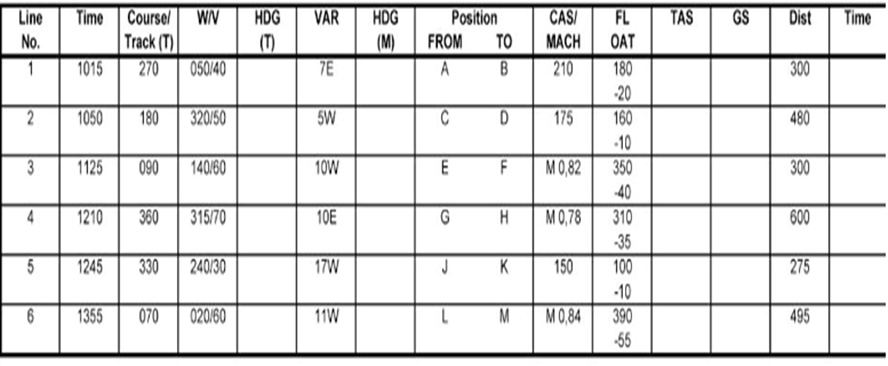 Line Time Course/ W/V HDG VAR HDG Position CAS/ FL TAS GS Dist Time
No. Track (T) (T) (M) FROM TO MACH OAT
1 1015 270 050/40 7E A B 210 180 300
-20
2 1050 180 320/50 5W C D 175 160 480
-10
3 1125 090 140/60 10W E F M 0,82 350 300
-40
4 1210 360 315/70 10E G H M 0,78 310 600
-35
5 1245 330 240/30 17W J K 150 100 275
-10
6 1355 070 020/60 11W L M M 0,84 390 495
-55